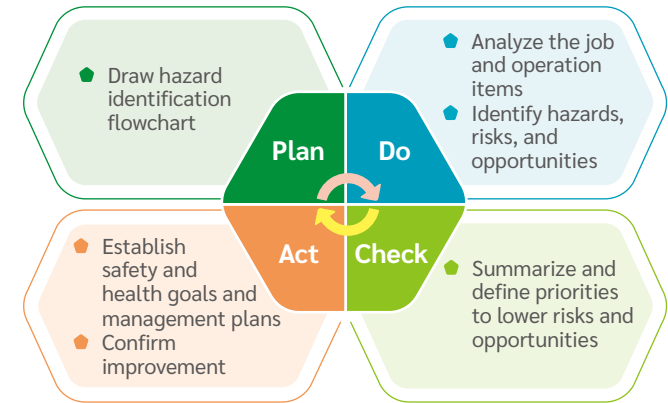 Draw hazard
identification
flowchart
Plan
Do
Analyze the job
and operation
items
Identify hazards,
risks, and
opportunities
Establish
safety and
health goals and
management plans
Confirm
improvement
Act
Check
Summarize and
define priorities
to lower risks and
opportunities